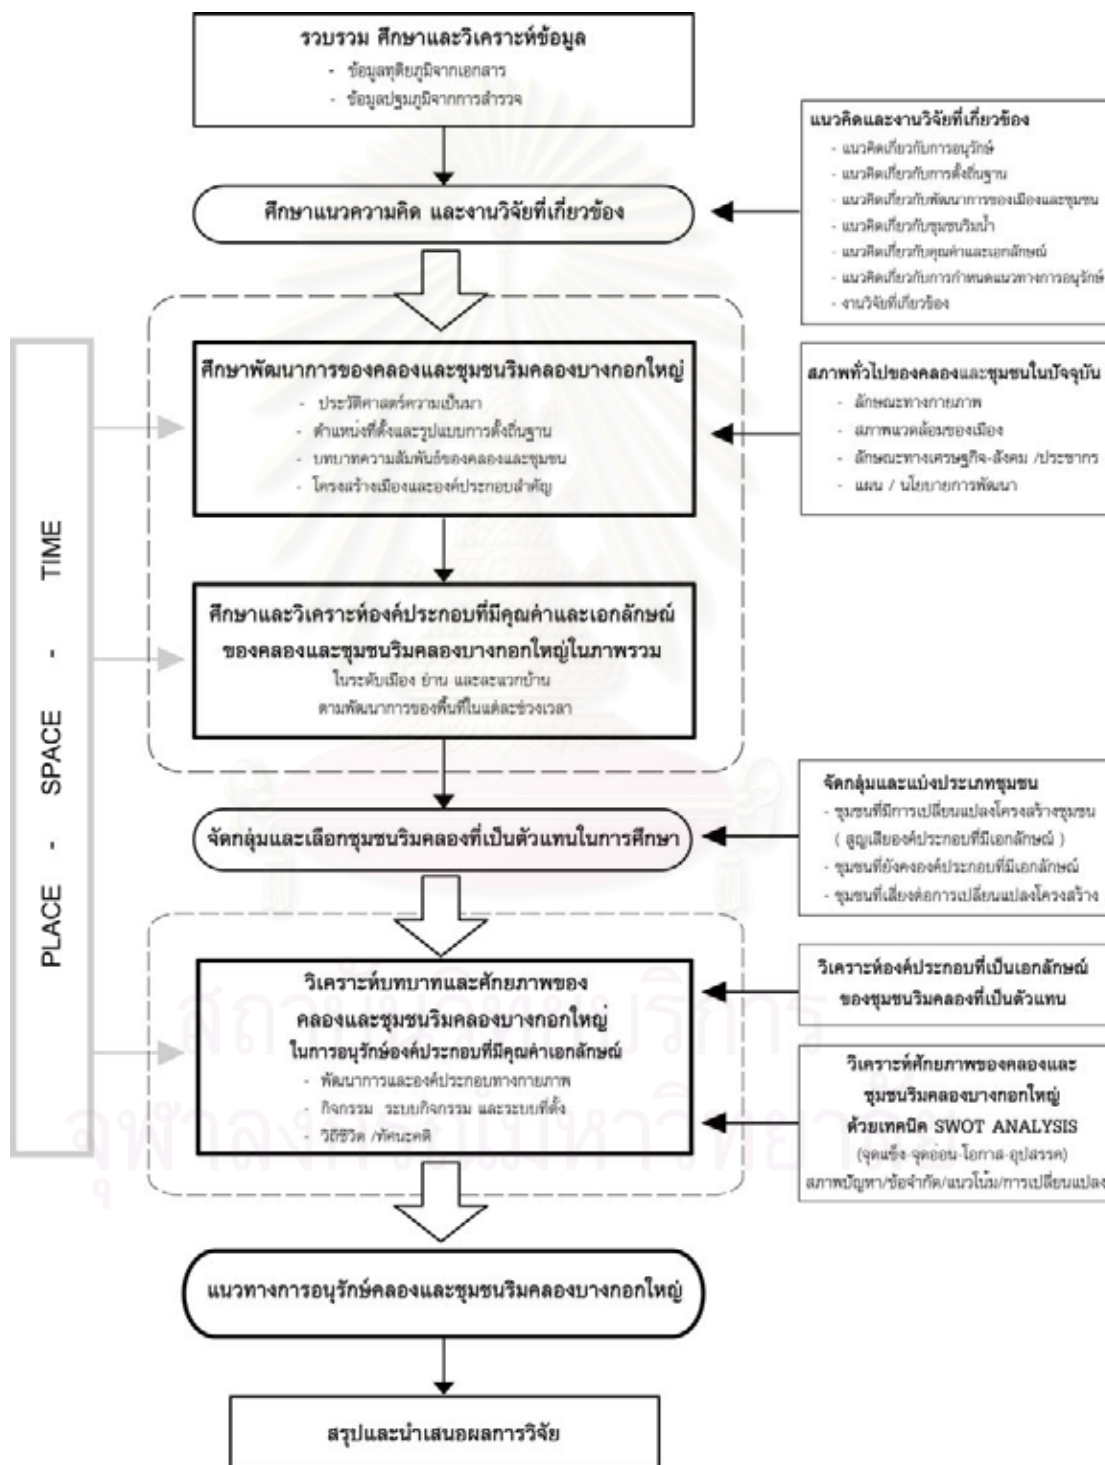 รวบรวม ศึกษาและวิเคราะห์ข้อมูล
- ข้อมูลทุติยภูมิจากเอกสาร
- ข้อมูลปฐมภูมิจากการสำรวจ
ศึกษาแนวความคิด และงานวิจัยที่เกี่ยวข้อง
แนวคิดและงานวิจัยที่เกี่ยวข้อง
- แนวคิดเกี่ยวกับการอนุรักษ์
- แนวคิดเกี่ยวกับการตั้งถิ่นฐาน
- แนวคิดเกี่ยวกับพัฒนาการของเมืองและชุมชน
- แนวคิดเกี่ยวกับชุมชนริมน้ำ
- แนวคิดเกี่ยวกับคุณค่าและเอกลักษณ์
- แนวคิดเกี่ยวกับการกำหนดแนวทางการอนุรักษ์
- งานวิจัยที่เกี่ยวข้อง
ศึกษาพัฒนาการของคลองและชุมชนริมคลองบางกอกใหญ่
- ประวัติศาสตร์ความเป็นมา
- ตำแหน่งที่ตั้งและรูปแบบการตั้งถิ่นฐาน
- บทบาทความสัมพันธ์ของคลองและชุมชน
- โครงสร้างเมืองและองค์ประกอบสำคัญ
สภาพทั่วไปของคลองและชุมชนในปัจจุบัน
- ลักษณะทางกายภาพ
- สภาพแวดล้อมของเมือง
- ลักษณะทางเศรษฐกิจ-สังคม /ประชากร
- แผน / นโยบายการพัฒนา
PLACE - SPACE - TIME
ศึกษาและวิเคราะห์องค์ประกอบที่มีคุณค่าและเอกลักษณ์
ของคลองและชุมชนริมคลองบางกอกใหญ่ในภาพรวม
ในระดับเมือง ย่าน และละแวกบ้าน
ตามพัฒนาการของพื้นที่ในแต่ละช่วงเวลา
จัดกลุ่มและเลือกชุมชนริมคลองที่เป็นตัวแทนในการศึกษา
จัดกลุ่มและแบ่งประเภทชุมชน
- ชุมชนที่มีการเปลี่ยนแปลงโครงสร้างชุมชน
( สูญเสียองค์ประกอบที่มีเอกลักษณ์ )
- ชุมชนที่ยังคงองค์ประกอบที่มีเอกลักษณ์
- ชุมชนที่เสี่ยงต่อการเปลี่ยนแปลงโครงสร้าง
วิเคราะห์บทบาทและศักยภาพของ
คลองและชุมชนริมคลองบางกอกใหญ่
ในการอนุรักษ์องค์ประกอบที่มีคุณค่าเอกลักษณ์
- พัฒนาการและองค์ประกอบทางกายภาพ
- กิจกรรม ระบบกิจกรรม และระบบที่ตั้ง
- วิถีชีวิต /ทัศนะคติ
วิเคราะห์องค์ประกอบที่เป็นเอกลักษณ์
ของชุมชนริมคลองที่เป็นตัวแทน
วิเคราะห์ศักยภาพของคลองและ
ชุมชนริมคลองบางกอกใหญ่
ด้วยเทคนิค SWOT ANALYSIS
(จุดแข็ง-จุดอ่อน-โอกาส-อุปสรรค)
สภาพปัญหา/ข้อจำกัด/แนวโน้ม/การเปลี่ยนแปลง
สถาบันวิทยบริการ
จุฬาลงกรณ์มหาวิทยาลัย
แนวทางการอนุรักษ์คลองและชุมชนริมคลองบางกอกใหญ่
สรุปและนำเสนอผลการวิจัย